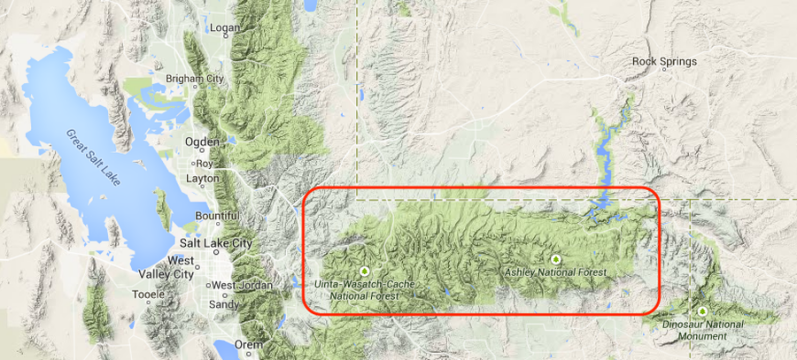 Logan
Rock Springs
Brigham City
Great Salt Lake
Ogden
Roy
Layton
Bountiful
Salt Lake City
West
Valley City
Ashley National Forest
Uinta-Wasatch-Cache
National Forest
West Jordan
Tooele
Sandy
Dinosaur National
Monument
Orem